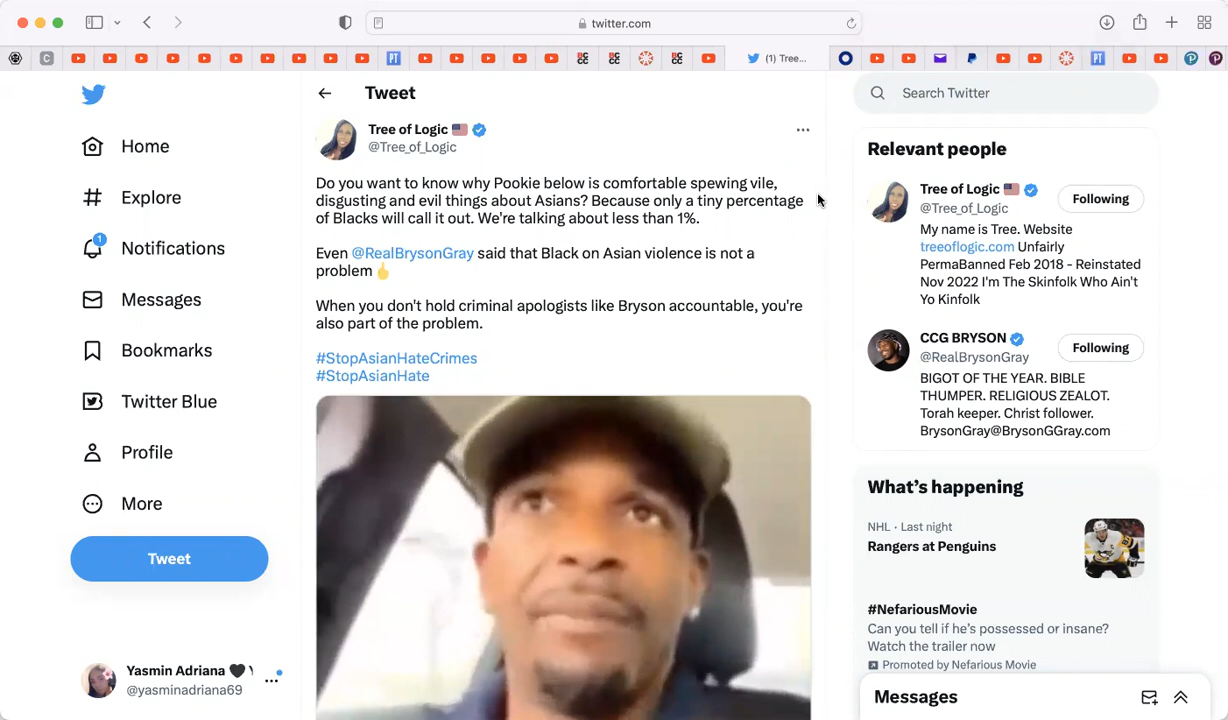 twitter.com
(1) Tree...
Home
Explore
1
Notifications
Messages
Bookmarks
Twitter Blue
Profile
More
Tweet
Yasmin Adriana 🖤
@yasminadriana69
Tweet
Tree of Logic 🇺🇸
@Tree_of_Logic
Do you want to know why Pookie below is comfortable spewing vile,
disgusting and evil things about Asians? Because only a tiny percentage
of Blacks will call it out. We're talking about less than 1%.
Even @RealBrysonGray said that Black on Asian violence is not a
problem 🖕
When you don't hold criminal apologists like Bryson accountable, you're
also part of the problem.
#StopAsianHateCrimes
#StopAsianHate
Search Twitter
Relevant people
Tree of Logic 🇺🇸
@Tree_of_Logic
Following
My name is Tree. Website
treeoflogic.com Unfairly
PermaBanned Feb 2018 - Reinstated
Nov 2022 I'm The Skinfolk Who Ain't
Yo Kinfolk
CCG BRYSON
@RealBrysonGray
Following
BIGOT OF THE YEAR. BIBLE
THUMPER. RELIGIOUS ZEALOT.
Torah keeper. Christ follower.
BrysonGray@BrysonGGray.com
What's happening
NHL · Last night
Rangers at Penguins
#NefariousMovie
Can you tell if he's possessed or insane?
Watch the trailer now
Promoted by Nefarious Movie
Messages